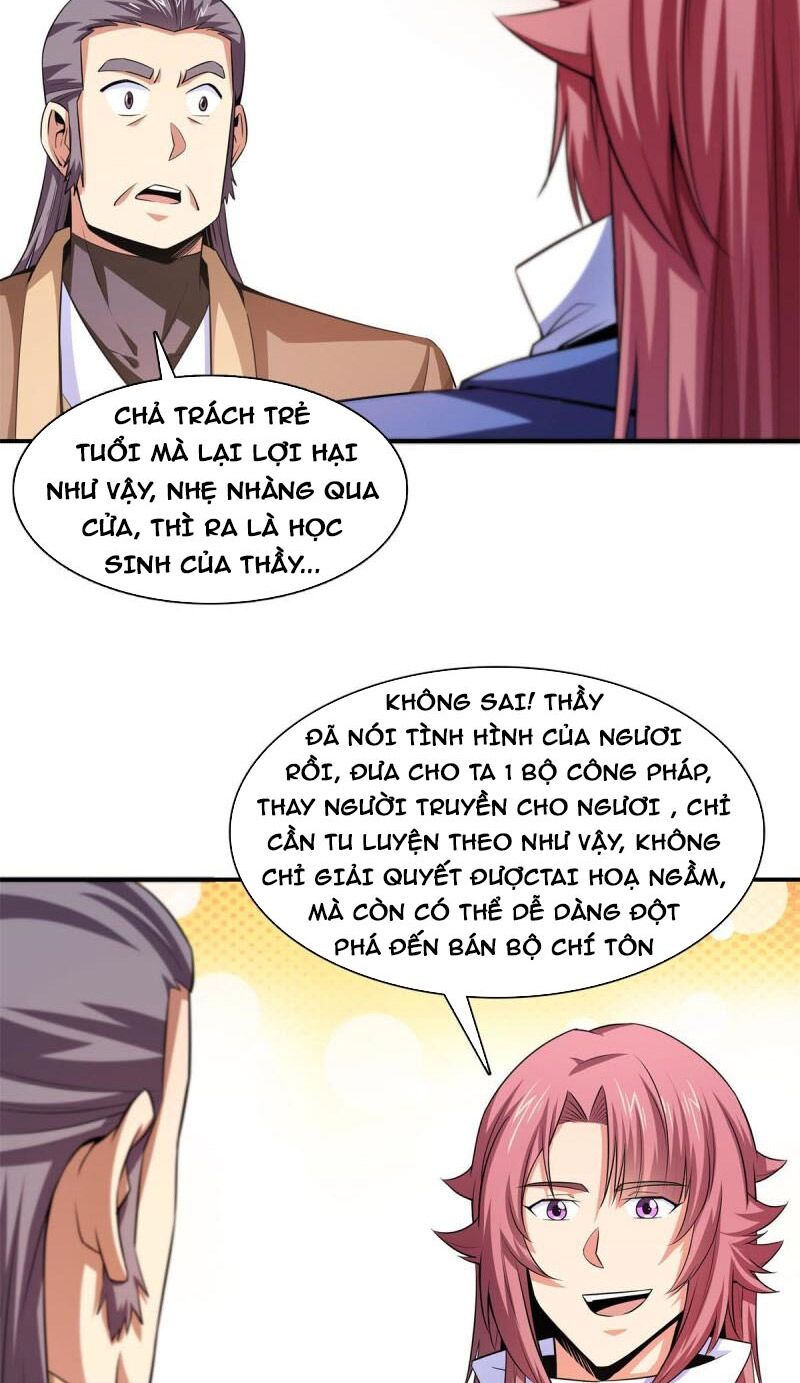 CHẢ TRÁCH TRẺ
TUỔI MÀ LẠI LỢI HẠI
NHƯ VẬY, NHẸ NHÀNG QUA
CỬA, THÌ RA LÀ HỌC
SINH CỦA THẦY...
KHÔNG SAI! THẦY
ĐÃ NÓI TÌNH HÌNH CỦA NGƯƠI
RỒI, ĐƯA CHO TA 1 BỘ CÔNG PHÁP,
THAY NGƯỜI TRUYỀN CHO NGƯƠI , CHỈ
CẦN TU LUYỆN THEO NHƯ VẬY, KHÔNG
CHỈ GIẢI QUYẾT ĐƯỢCTAI HOẠ NGẦM,
MÀ CÒN CÓ THỂ DỄ DÀNG ĐỘT
PHÁ ĐẾN BÁN BỘ CHÍ TÔN